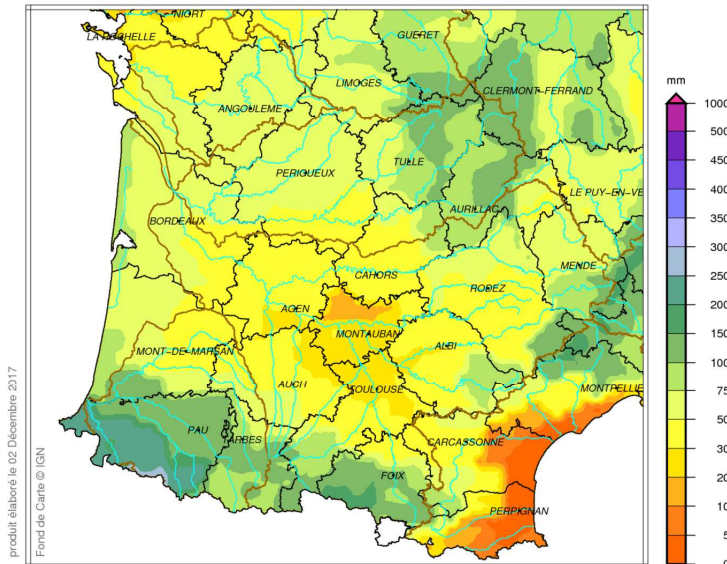 NIORT
LA ROCHELLE
GUERET
LIMOGES
CLERMONT-FERRAND
ANGOULEME
TULLE
PERIGUEUX
LE PUY-EN-VE
AURILLAC
BORDEAUX
MENDE
CAHORS
RODEZ
AGEN
MONTAUBAN
ALBI
MONT-DE-MARSAN
AUCH
TOULOUSE
MONTPELLIE
PAU
TARBES
CARCASSONNE
FOIX
PERPIGNAN
mm
1000
500
450
400
350
300
250
200
150
100
75
50
30
20
10
5
0
produit élaboré le 02 Décembre 2017
Fond de Carte © IGN